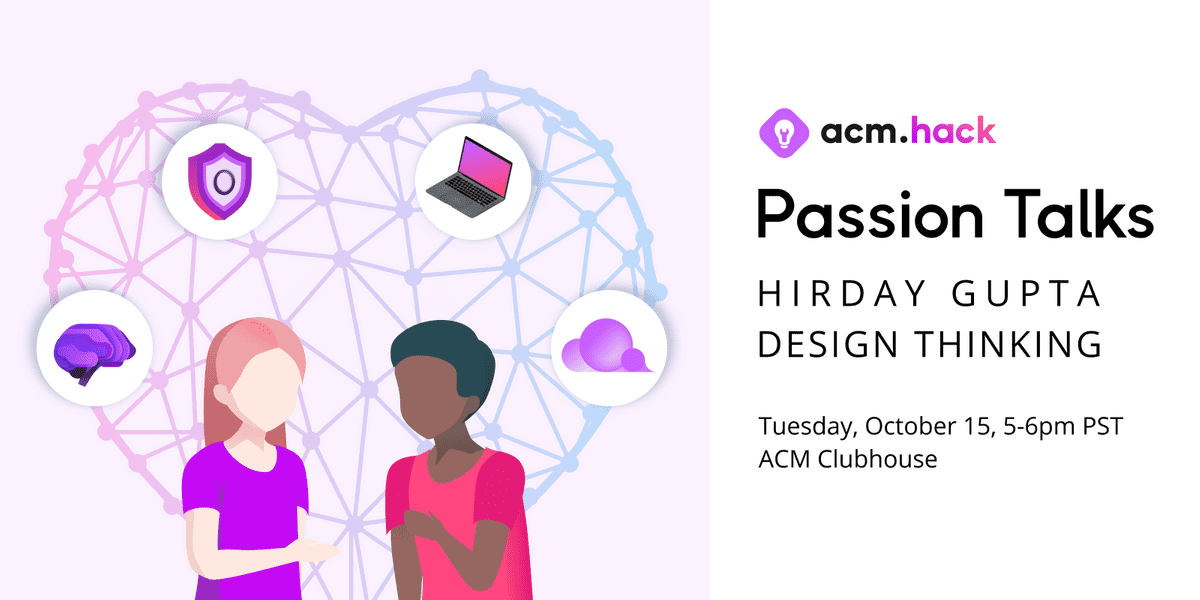 acm.hack
Passion Talks
HIRDAY GUPTA
DESIGN THINKING
Tuesday, October 15, 5-6pm PST
ACM Clubhouse